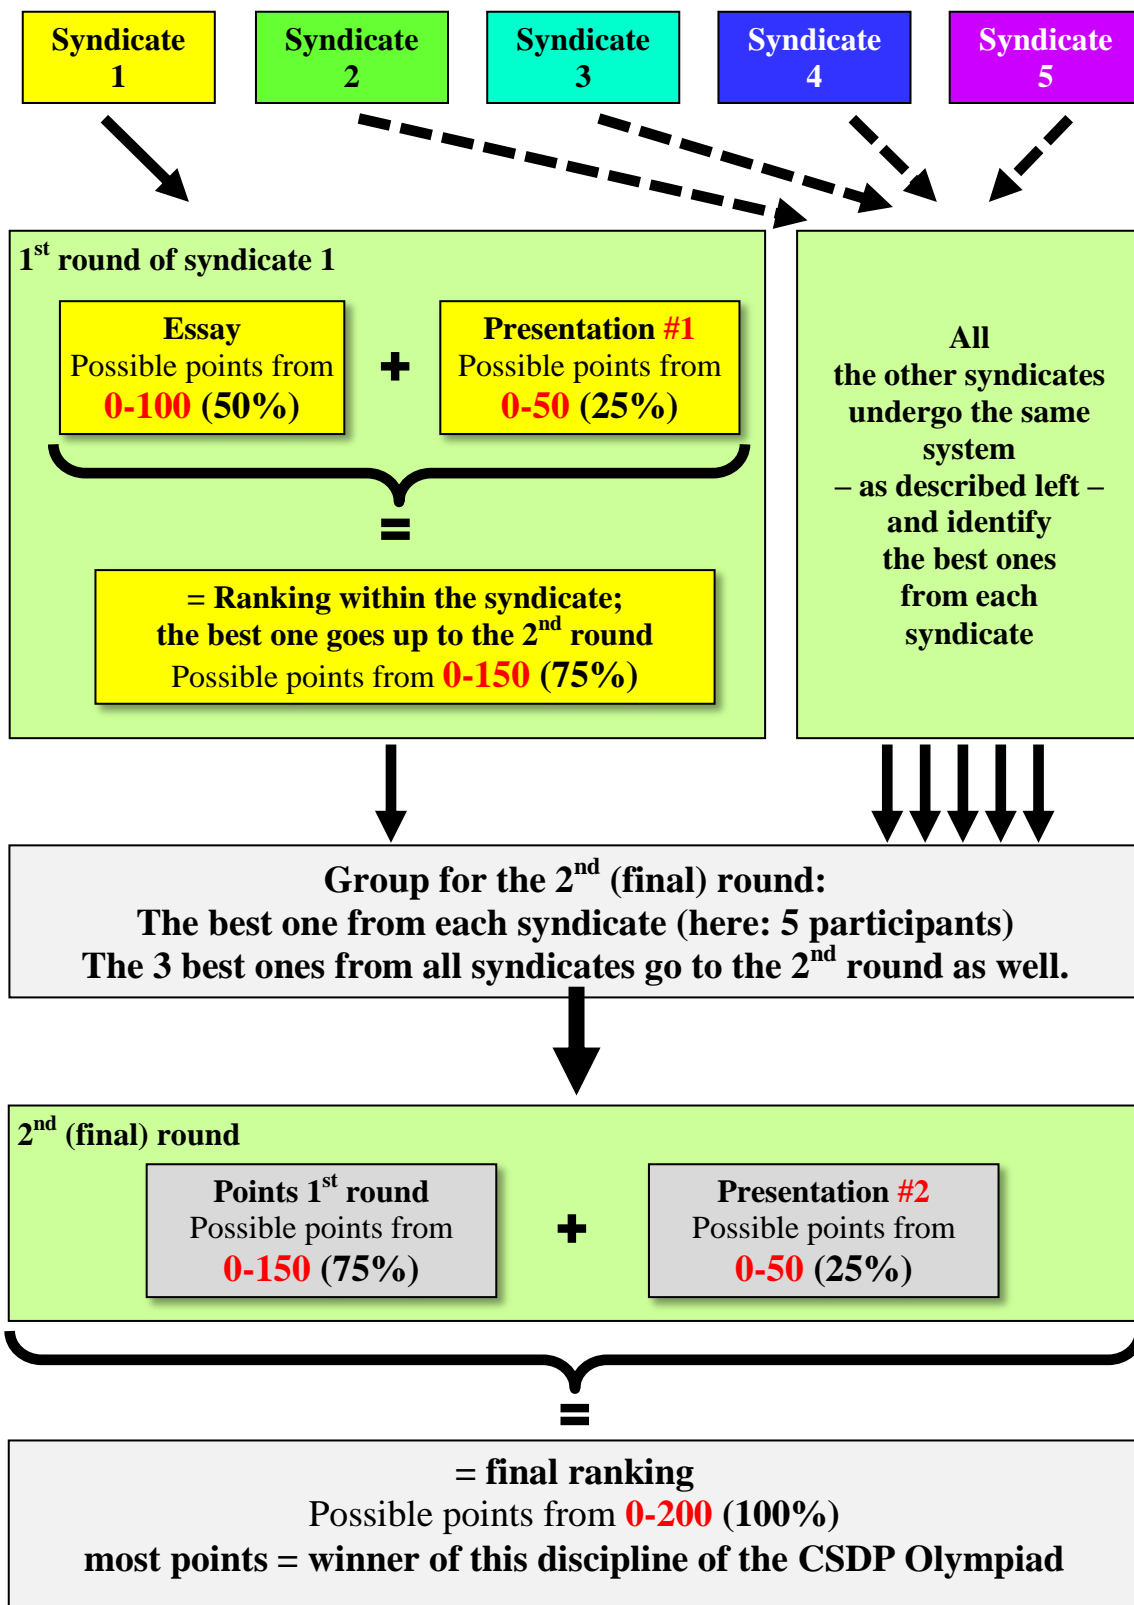 Syndicate
1
Syndicate
2
Syndicate
3
Syndicate
4
Syndicate
5
1st round of syndicate 1
Essay
Possible points from
0-100 (50%)
+
Presentation #1
Possible points from
0-50 (25%)
=
= Ranking within the syndicate;
the best one goes up to the 2nd round
Possible points from 0-150 (75%)
All
the other syndicates
undergo the same
system
– as described left –
and identify
the best ones
from each
syndicate
Group for the 2nd (final) round:
The best one from each syndicate (here: 5 participants)
The 3 best ones from all syndicates go to the 2nd round as well.
2nd (final) round
Points 1st round
Possible points from
0-150 (75%)
+
Presentation #2
Possible points from
0-50 (25%)
=
= final ranking
Possible points from 0-200 (100%)
most points = winner of this discipline of the CSDP Olympiad